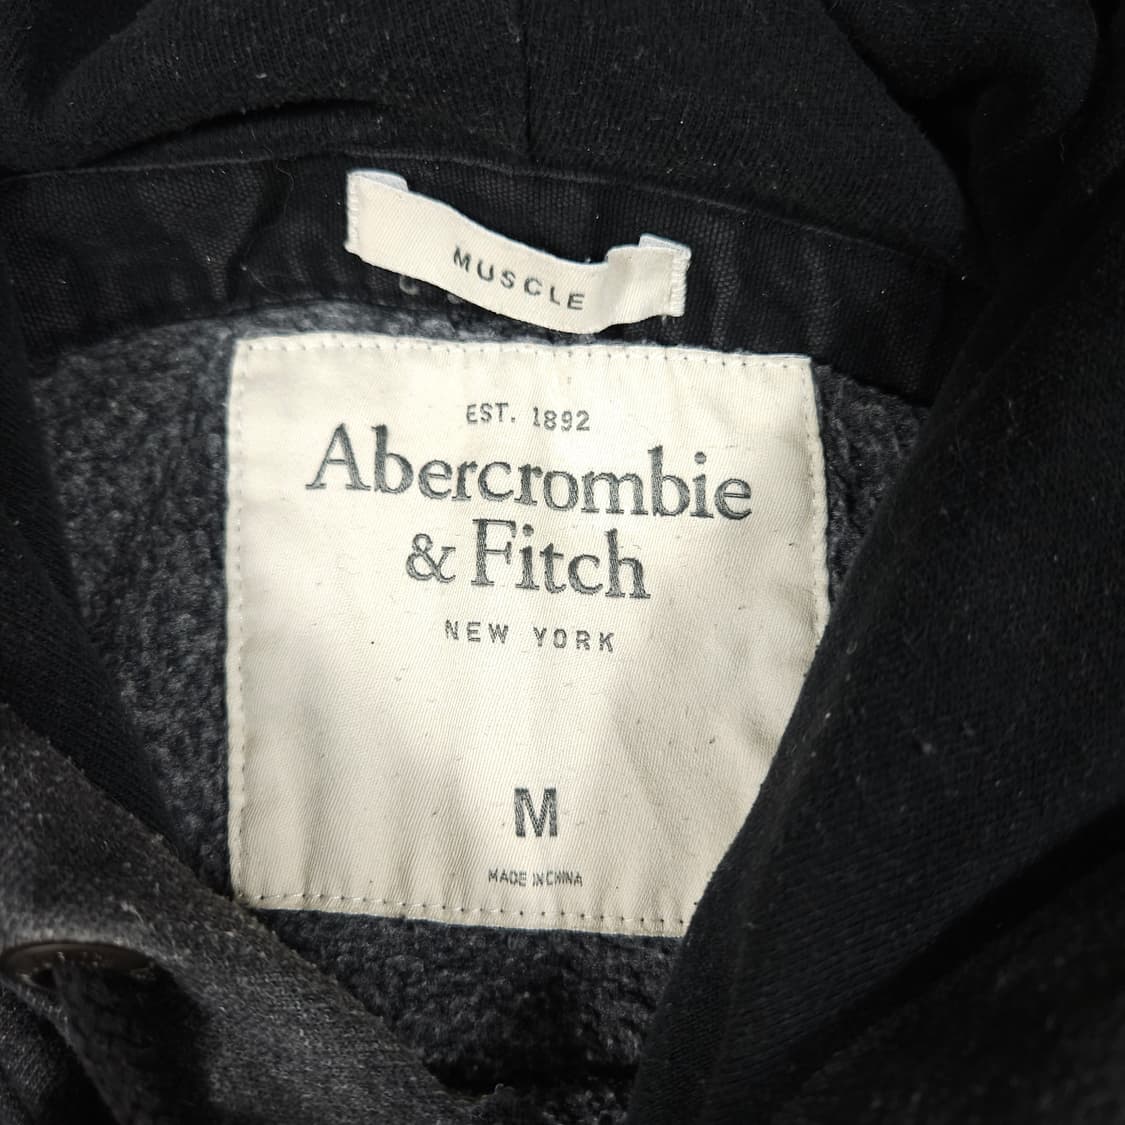 MUSCLE
EST. 1892
Abercrombie
& Fitch
NEW YORK
M
MADE IN CHINA